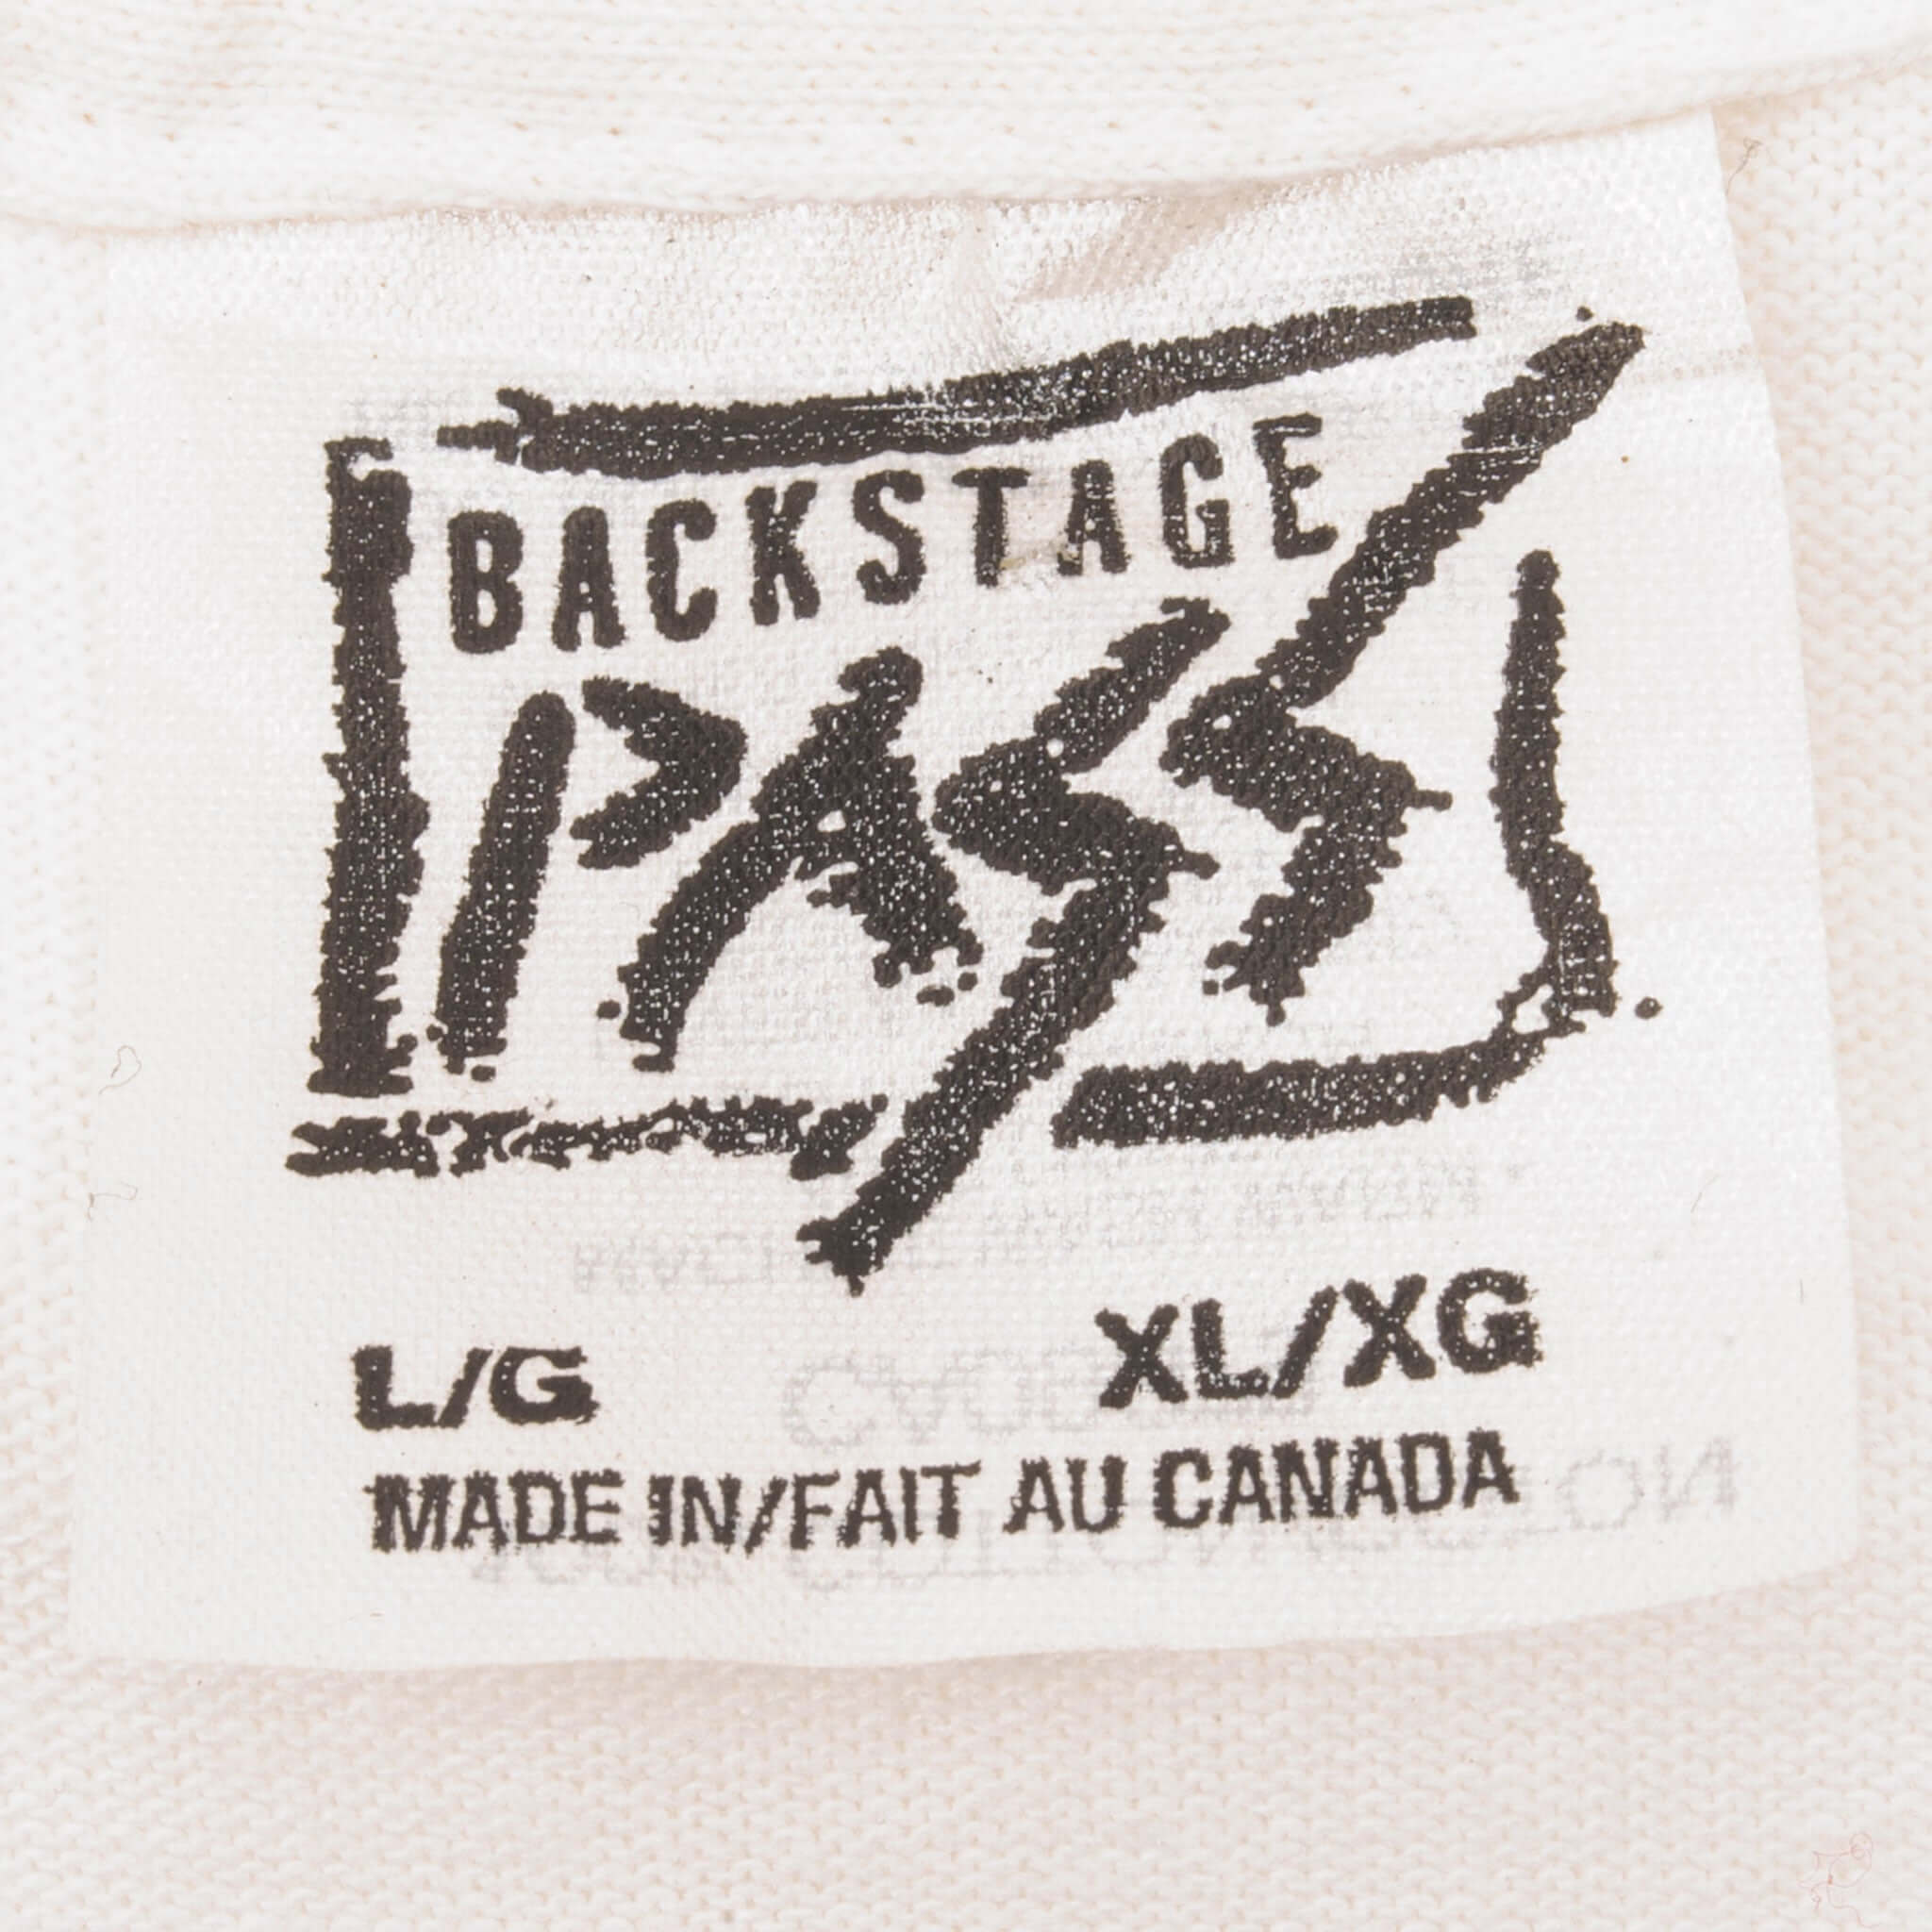 BACKSTAGE
PASS
L/G XL/XG
MADE IN/FAIT AU CANADA